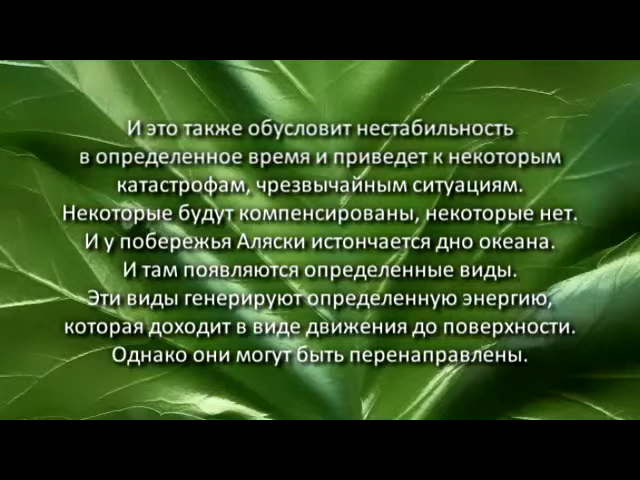 И это также обусловит нестабильность
в определенное время и приведет к некоторым
катастрофам, чрезвычайным ситуациям.
Некоторые будут компенсированы, некоторые нет.
И у побережья Аляски истончается дно океана.
И там появляются определенные виды.
Эти виды генерируют определенную энергию,
которая доходит в виде движения до поверхности.
Однако они могут быть перенаправлены.